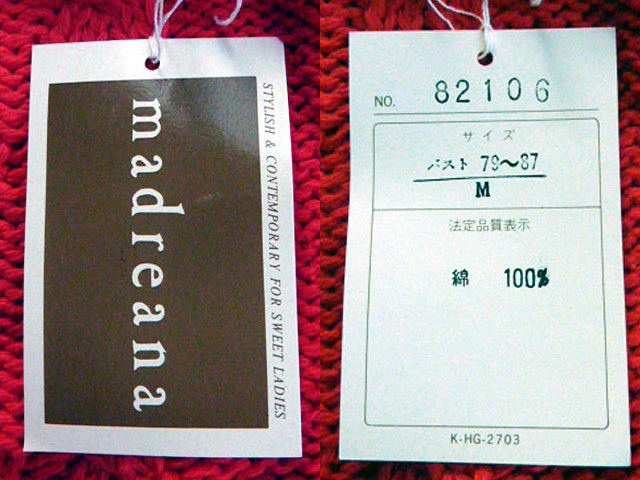 madreana
STYLISH & CONTEMPORARY FOR SWEET LADIES
NO. 82106
サイズ
バスト 79〜87
M
法定品質表示
綿 100%
K-HG-2703